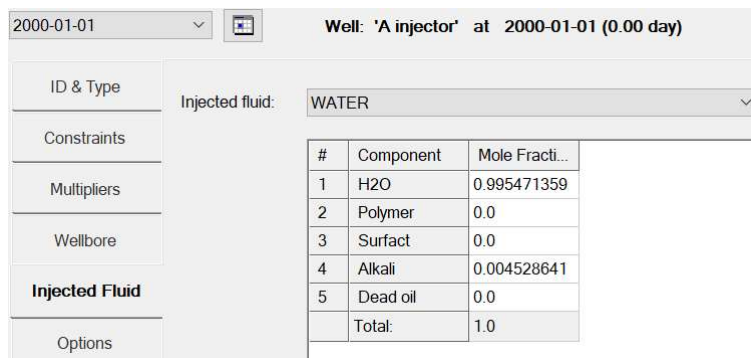 2000-01-01
Well: 'A injector' at 2000-01-01 (0.00 day)
ID & Type
Constraints
Multipliers
Wellbore
Injected Fluid
Options
Injected fluid: WATER
# Component Mole Fracti...
1 H2O 0.995471359
2 Polymer 0.0
3 Surfact 0.0
4 Alkali 0.004528641
5 Dead oil 0.0
Total: 1.0